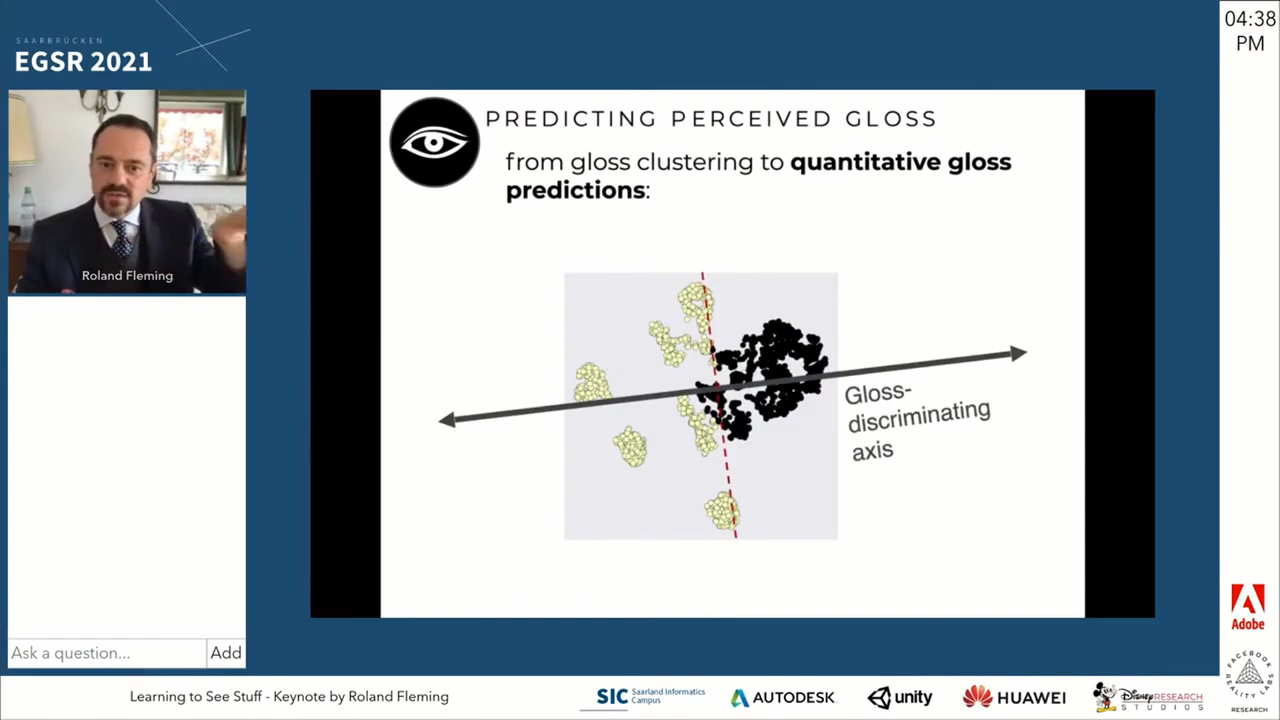 SAARBRÜCKEN
EGSR 2021
04:38
PM
Roland Fleming
PREDICTING PERCEIVED GLOSS
from gloss clustering to quantitative gloss
predictions:
Gloss-
discriminating
axis
Ask a question...
Add
Adobe
FACEBOOK
REALITY LABS
RESEARCH
Learning to See Stuff - Keynote by Roland Fleming
SIC Saarland Informatics
Campus
AUTODESK.
unity
HUAWEI
Disney RESEARCH
STUDIOS